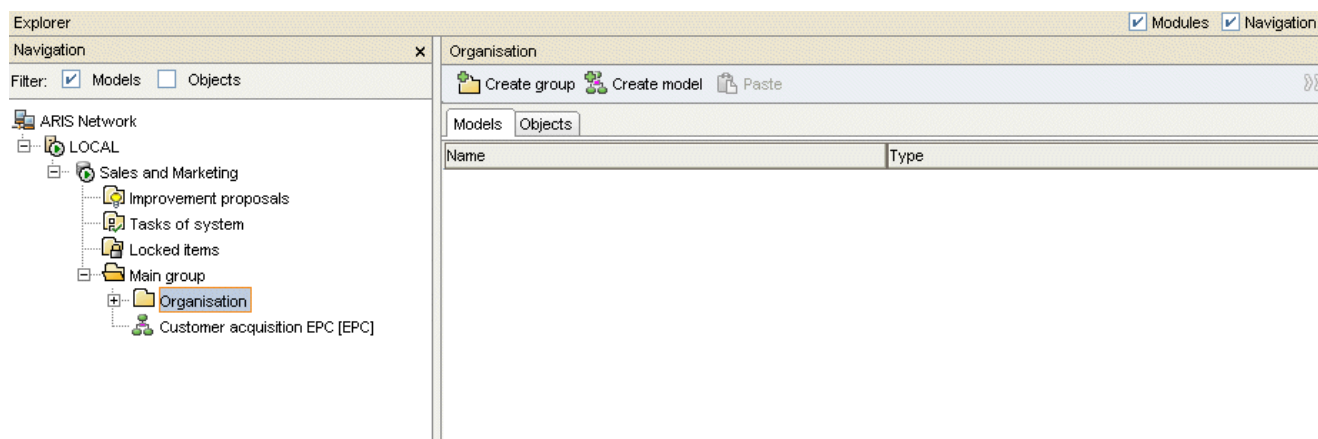 Explorer
Modules Navigation
Navigation x
Filter: Models Objects
ARIS Network
LOCAL
Sales and Marketing
Improvement proposals
Tasks of system
Locked items
Main group
Organisation
Customer acquisition EPC [EPC]
Organisation
Create group Create model Paste
Models Objects
Name Type